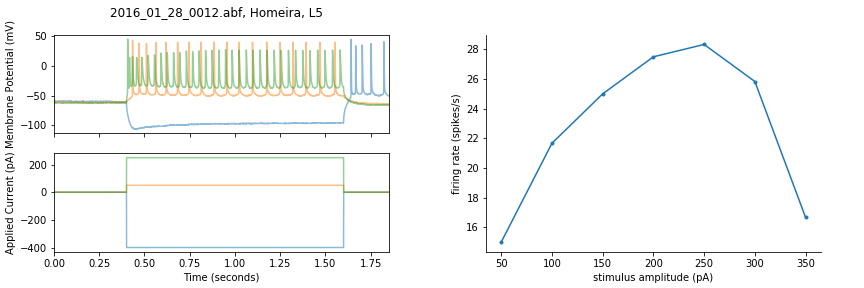 2016_01_28_0012.abf, Homeira, L5
Membrane Potential (mV)
50
0
−50
−100
Applied Current (pA)
200
0
−200
−400
0.00 0.25 0.50 0.75 1.00 1.25 1.50 1.75
Time (seconds)
firing rate (spikes/s)
28
26
24
22
20
18
16
50 100 150 200 250 300 350
stimulus amplitude (pA)